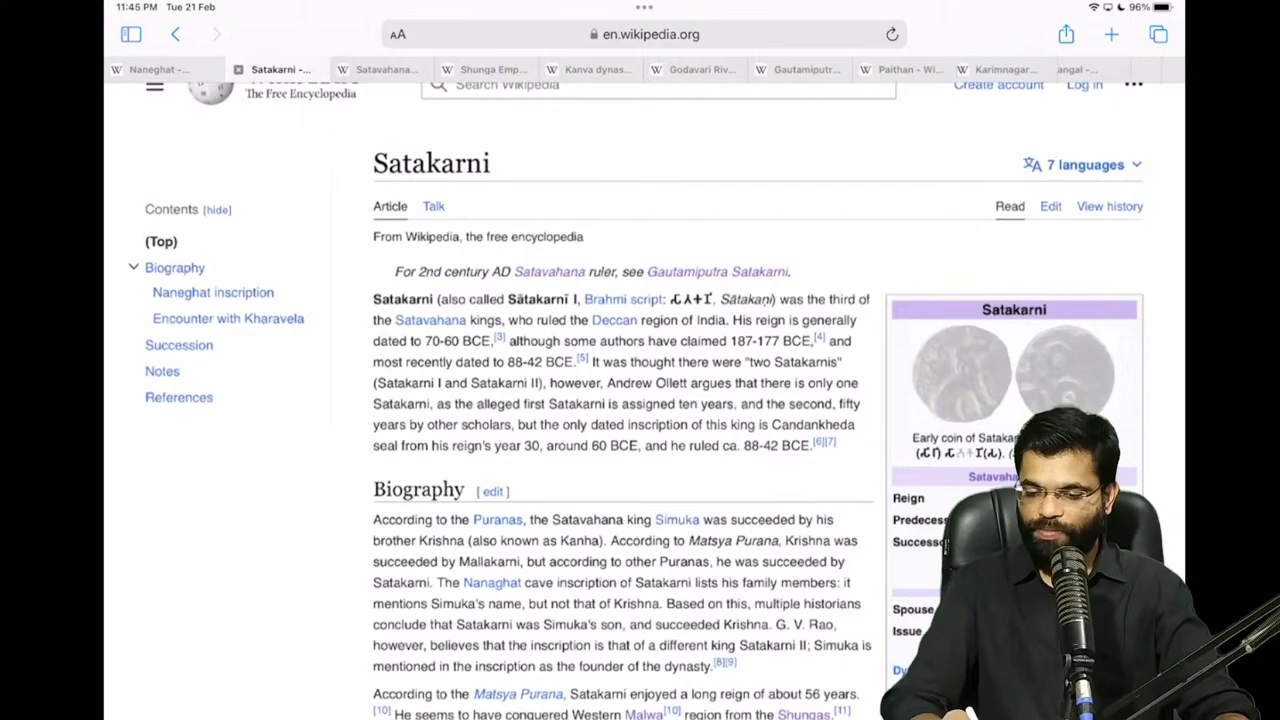 11:45 PM Tue 21 Feb
96%
AA
en.wikipedia.org
Naneghat -...
Satakarni -...
Satavahana...
Shunga Emp...
Kanva dynas...
Godavari Riv...
Gautamiputr...
Paithan - Wi...
Karimnagar...
angal -...
The Free Encyclopedia
Search Wikipedia
Create account
Log in
Satakarni
7 languages
Contents [hide]
(Top)
Biography
Naneghat inscription
Encounter with Kharavela
Succession
Notes
References
Article Talk
Read Edit View history
From Wikipedia, the free encyclopedia
For 2nd century AD Satavahana ruler, see Gautamiputra Satakarni.
Satakarni (also called Sātakarnī I, Brahmi script: Sātakaṇi) was the third of
the Satavahana kings, who ruled the Deccan region of India. His reign is generally
dated to 70-60 BCE,[3] although some authors have claimed 187-177 BCE,[4] and
most recently dated to 88-42 BCE.[5] It was thought there were "two Satakarnis"
(Satakarni I and Satakarni II), however, Andrew Ollett argues that there is only one
Satakarni, as the alleged first Satakarni is assigned ten years, and the second, fifty
years by other scholars, but the only dated inscription of this king is Candankheda
seal from his reign's year 30, around 60 BCE, and he ruled ca. 88-42 BCE.[6][7]
Biography [ edit ]
According to the Puranas, the Satavahana king Simuka was succeeded by his
brother Krishna (also known as Kanha). According to Matsya Purana, Krishna was
succeeded by Mallakarni, but according to other Puranas, he was succeeded by
Satakarni. The Nanaghat cave inscription of Satakarni lists his family members: it
mentions Simuka's name, but not that of Krishna. Based on this, multiple historians
conclude that Satakarni was Simuka's son, and succeeded Krishna. G. V. Rao,
however, believes that the inscription is that of a different king Satakarni II; Simuka is
mentioned in the inscription as the founder of the dynasty.[8][9]
According to the Matsya Purana, Satakarni enjoyed a long reign of about 56 years.
[10] He seems to have conquered Western Malwa[10] region from the Shungas.[11]
Satakarni
Early coin of Sataka
Satavaha
Reign
Predecess
Successo
Spouse
Issue
Dy